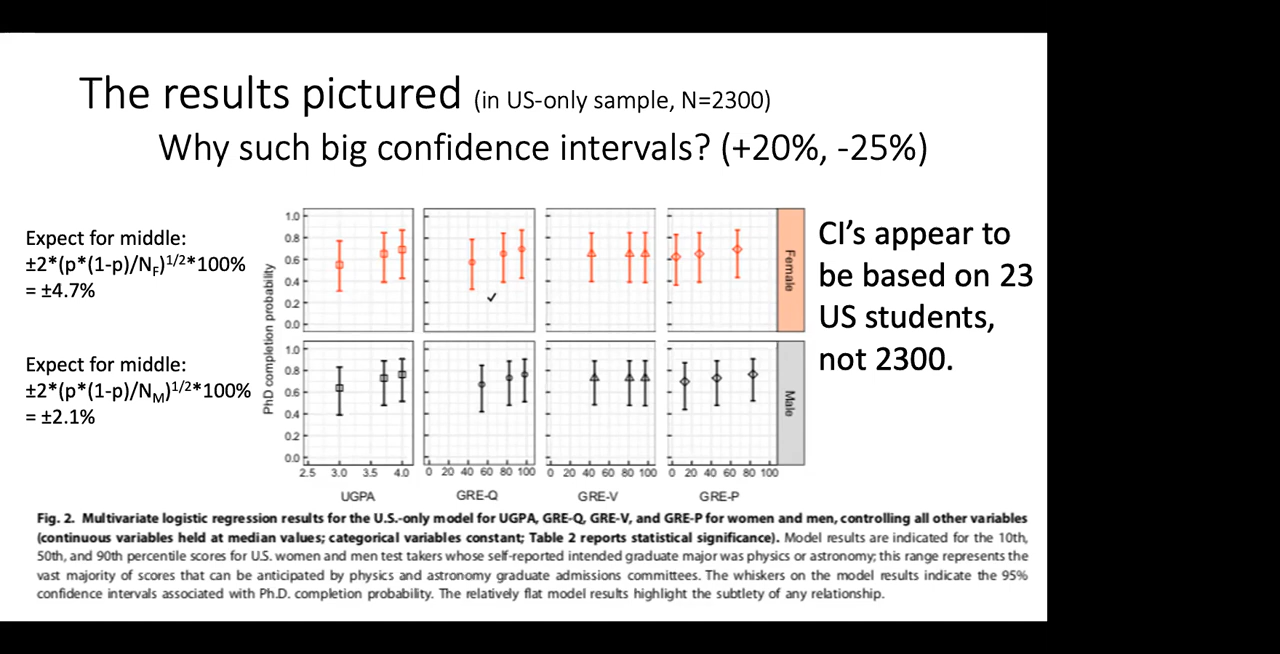 The results pictured (in US-only sample, N=2300)
Why such big confidence intervals? (+20%, -25%)
Expect for middle:
±2*(p*(1-p)/N_F)^1/2*100%
= ±4.7%
Expect for middle:
±2*(p*(1-p)/N_M)^1/2*100%
= ±2.1%
PhD completion probability
1.0
0.8
0.6
0.4
0.2
0.0
Female
PhD completion probability
1.0
0.8
0.6
0.4
0.2
0.0
Male
2.5 3.0 3.5 4.0 0 20 40 60 80 100 0 20 40 60 80 100 0 20 40 60 80 100
UGPA GRE-Q GRE-V GRE-P
CI’s appear to
be based on 23
US students,
not 2300.
Fig. 2. Multivariate logistic regression results for the U.S.-only model for UGPA, GRE-Q, GRE-V, and GRE-P for women and men, controlling all other variables
(continuous variables held at median values; categorical variables constant; Table 2 reports statistical significance). Model results are indicated for the 10th,
50th, and 90th percentile scores for U.S. women and men test takers whose self-reported intended graduate major was physics or astronomy; this range represents the
vast majority of scores that can be anticipated by physics and astronomy graduate admissions committees. The whiskers on the model results indicate the 95%
confidence intervals associated with Ph.D. completion probability. The relatively flat model results highlight the subtlety of any relationship.